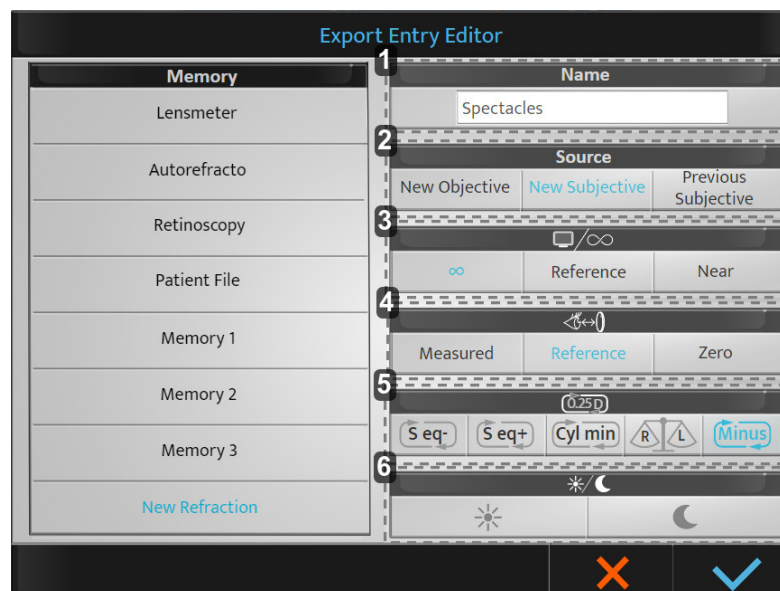 Export Entry Editor
Memory
Lensmeter
Autorefracto
Retinoscopy
Patient File
Memory 1
Memory 2
Memory 3
New Refraction
1
Name
Spectacles
2
Source
New Objective New Subjective Previous
Subjective
3
/∞
∞ Reference Near
4
Measured Reference Zero
5
0.25 D
S eq- S eq+ Cyl min R L Minus
6